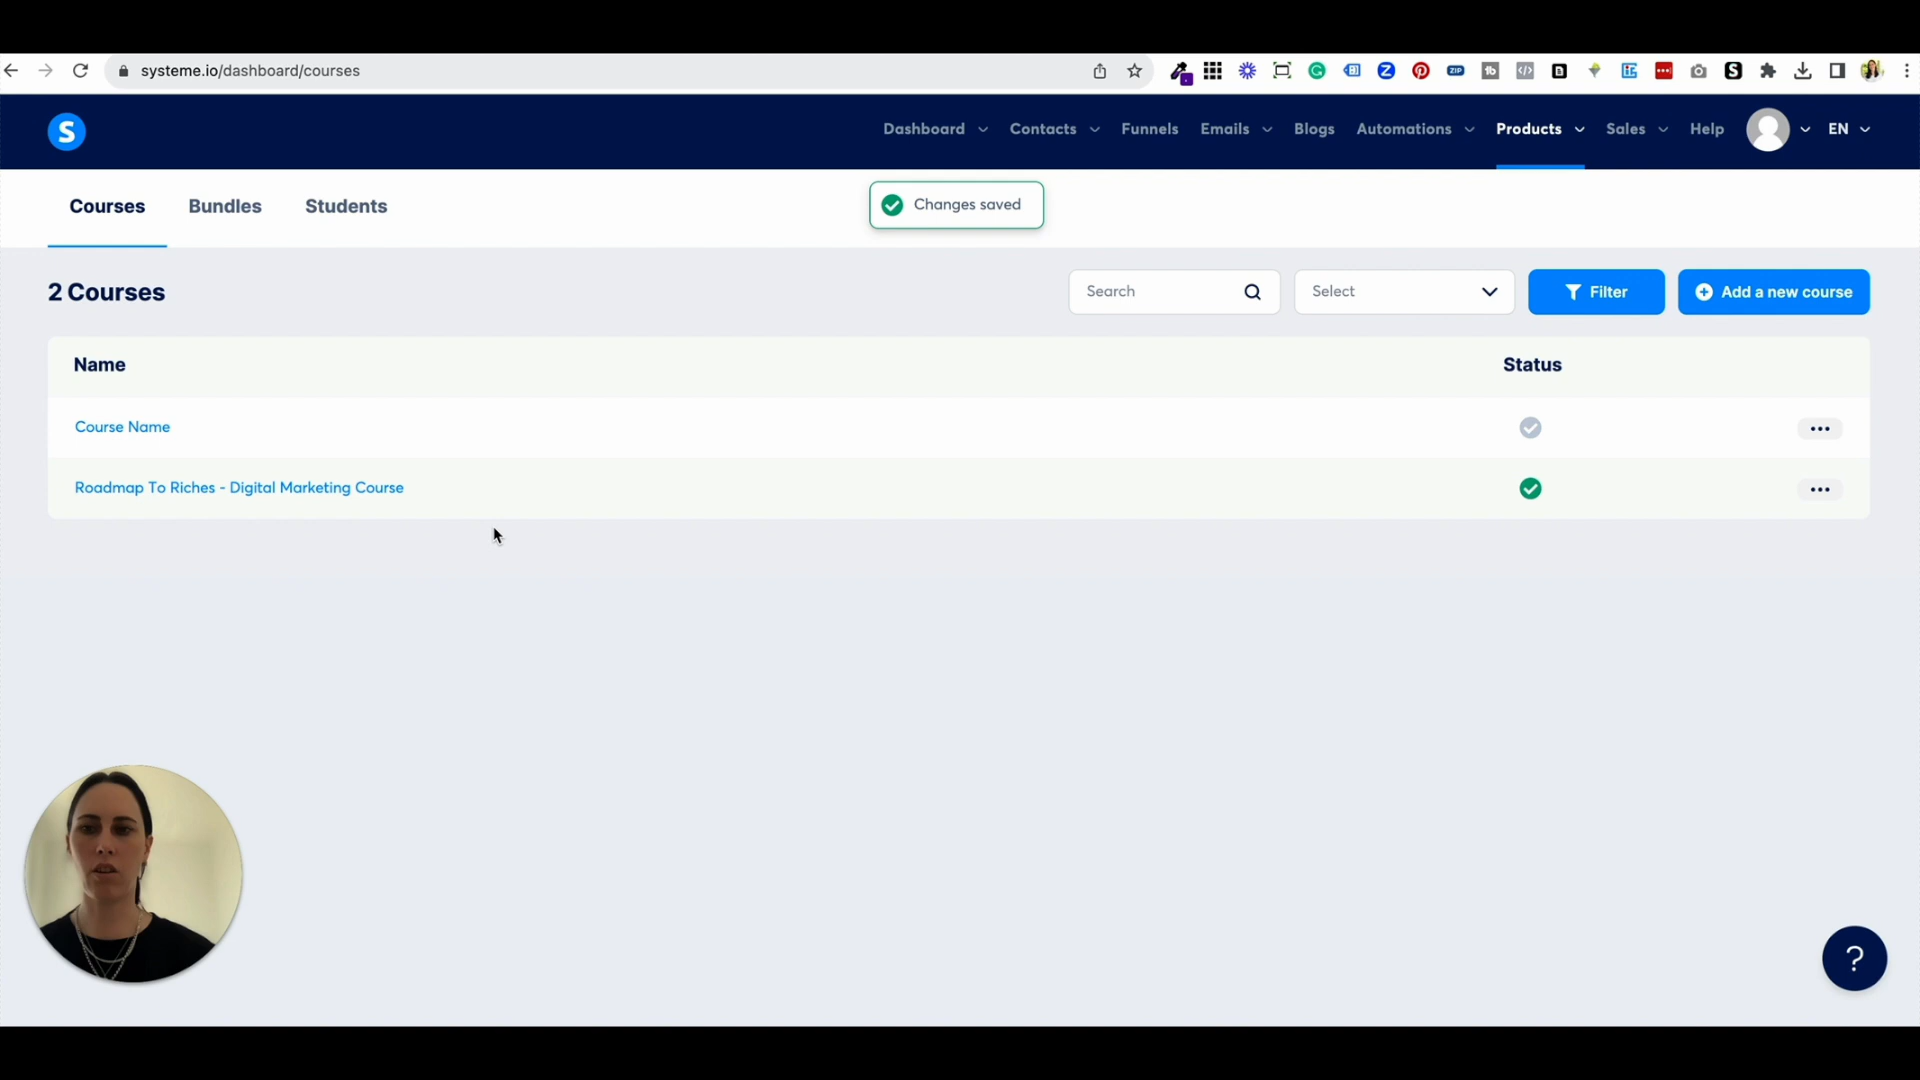 systeme.io/dashboard/courses
S
Dashboard
Contacts
Funnels
Emails
Blogs
Automations
Products
Sales
Help
EN
Courses
Bundles
Students
Changes saved
2 Courses
Search
Select
Filter
Add a new course
Name
Status
Course Name
Roadmap To Riches - Digital Marketing Course
?